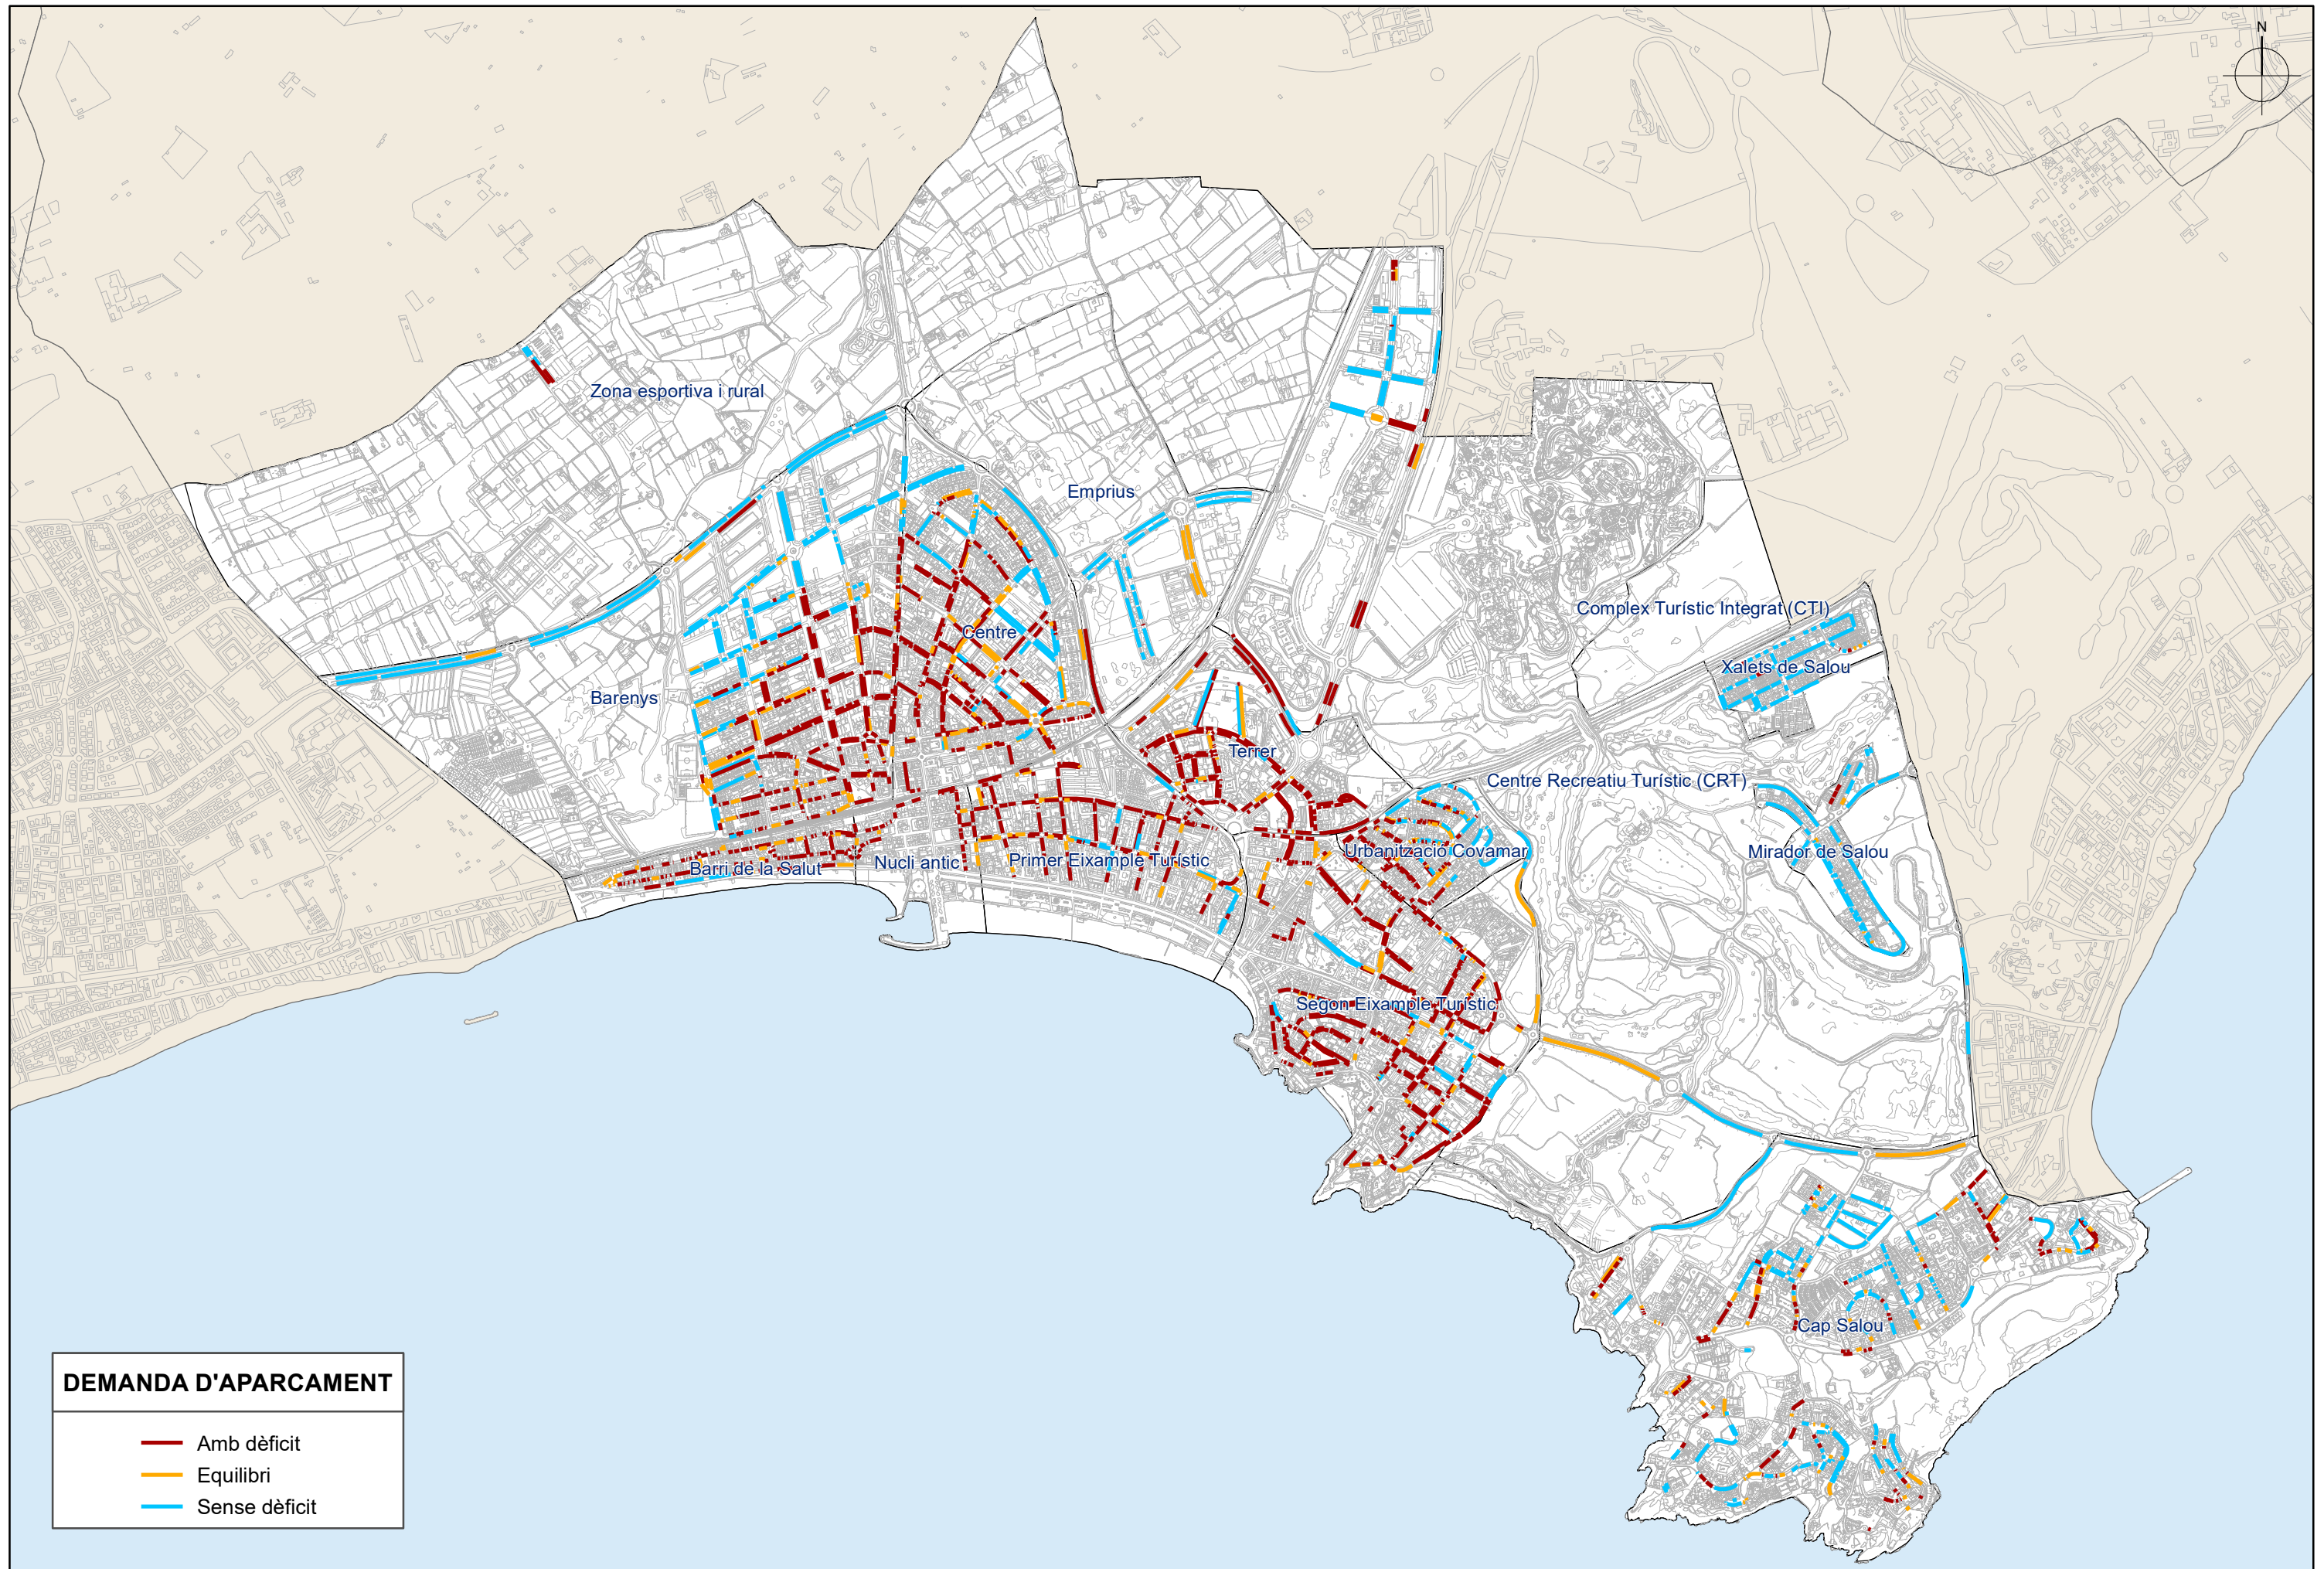 N
Zona esportiva i rural
Emprius
Complex Turístic Integrat (CTI)
Centre
Xalets de Salou
Barenys
Terrer
Centre Recreatiu Turístic (CRT)
Urbanització Covamar
Mirador de Salou
Primer Eixample Turístic
Nucli antic
Barri de la Salut
Segon Eixample Turístic
Cap Salou
DEMANDA D'APARCAMENT
Amb dèficit
Equilibri
Sense dèficit